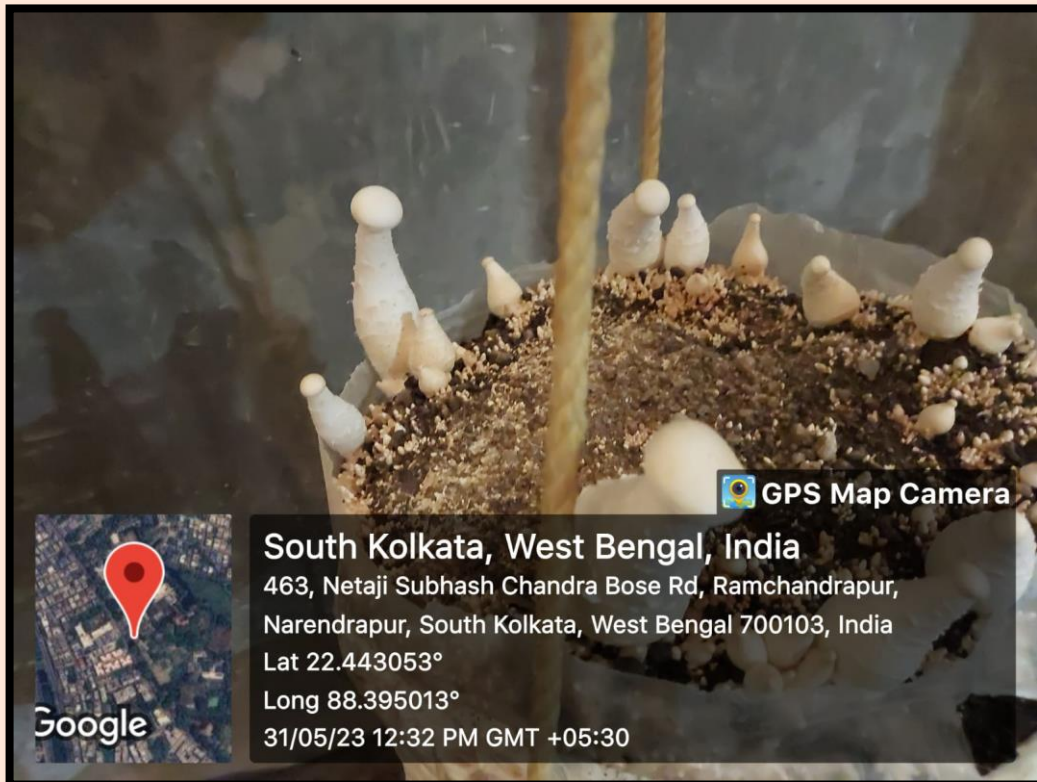 GPS Map Camera
South Kolkata, West Bengal, India
463, Netaji Subhash Chandra Bose Rd, Ramchandrapur,
Narendrapur, South Kolkata, West Bengal 700103, India
Lat 22.443053°
Long 88.395013°
31/05/23 12:32 PM GMT +05:30
Google